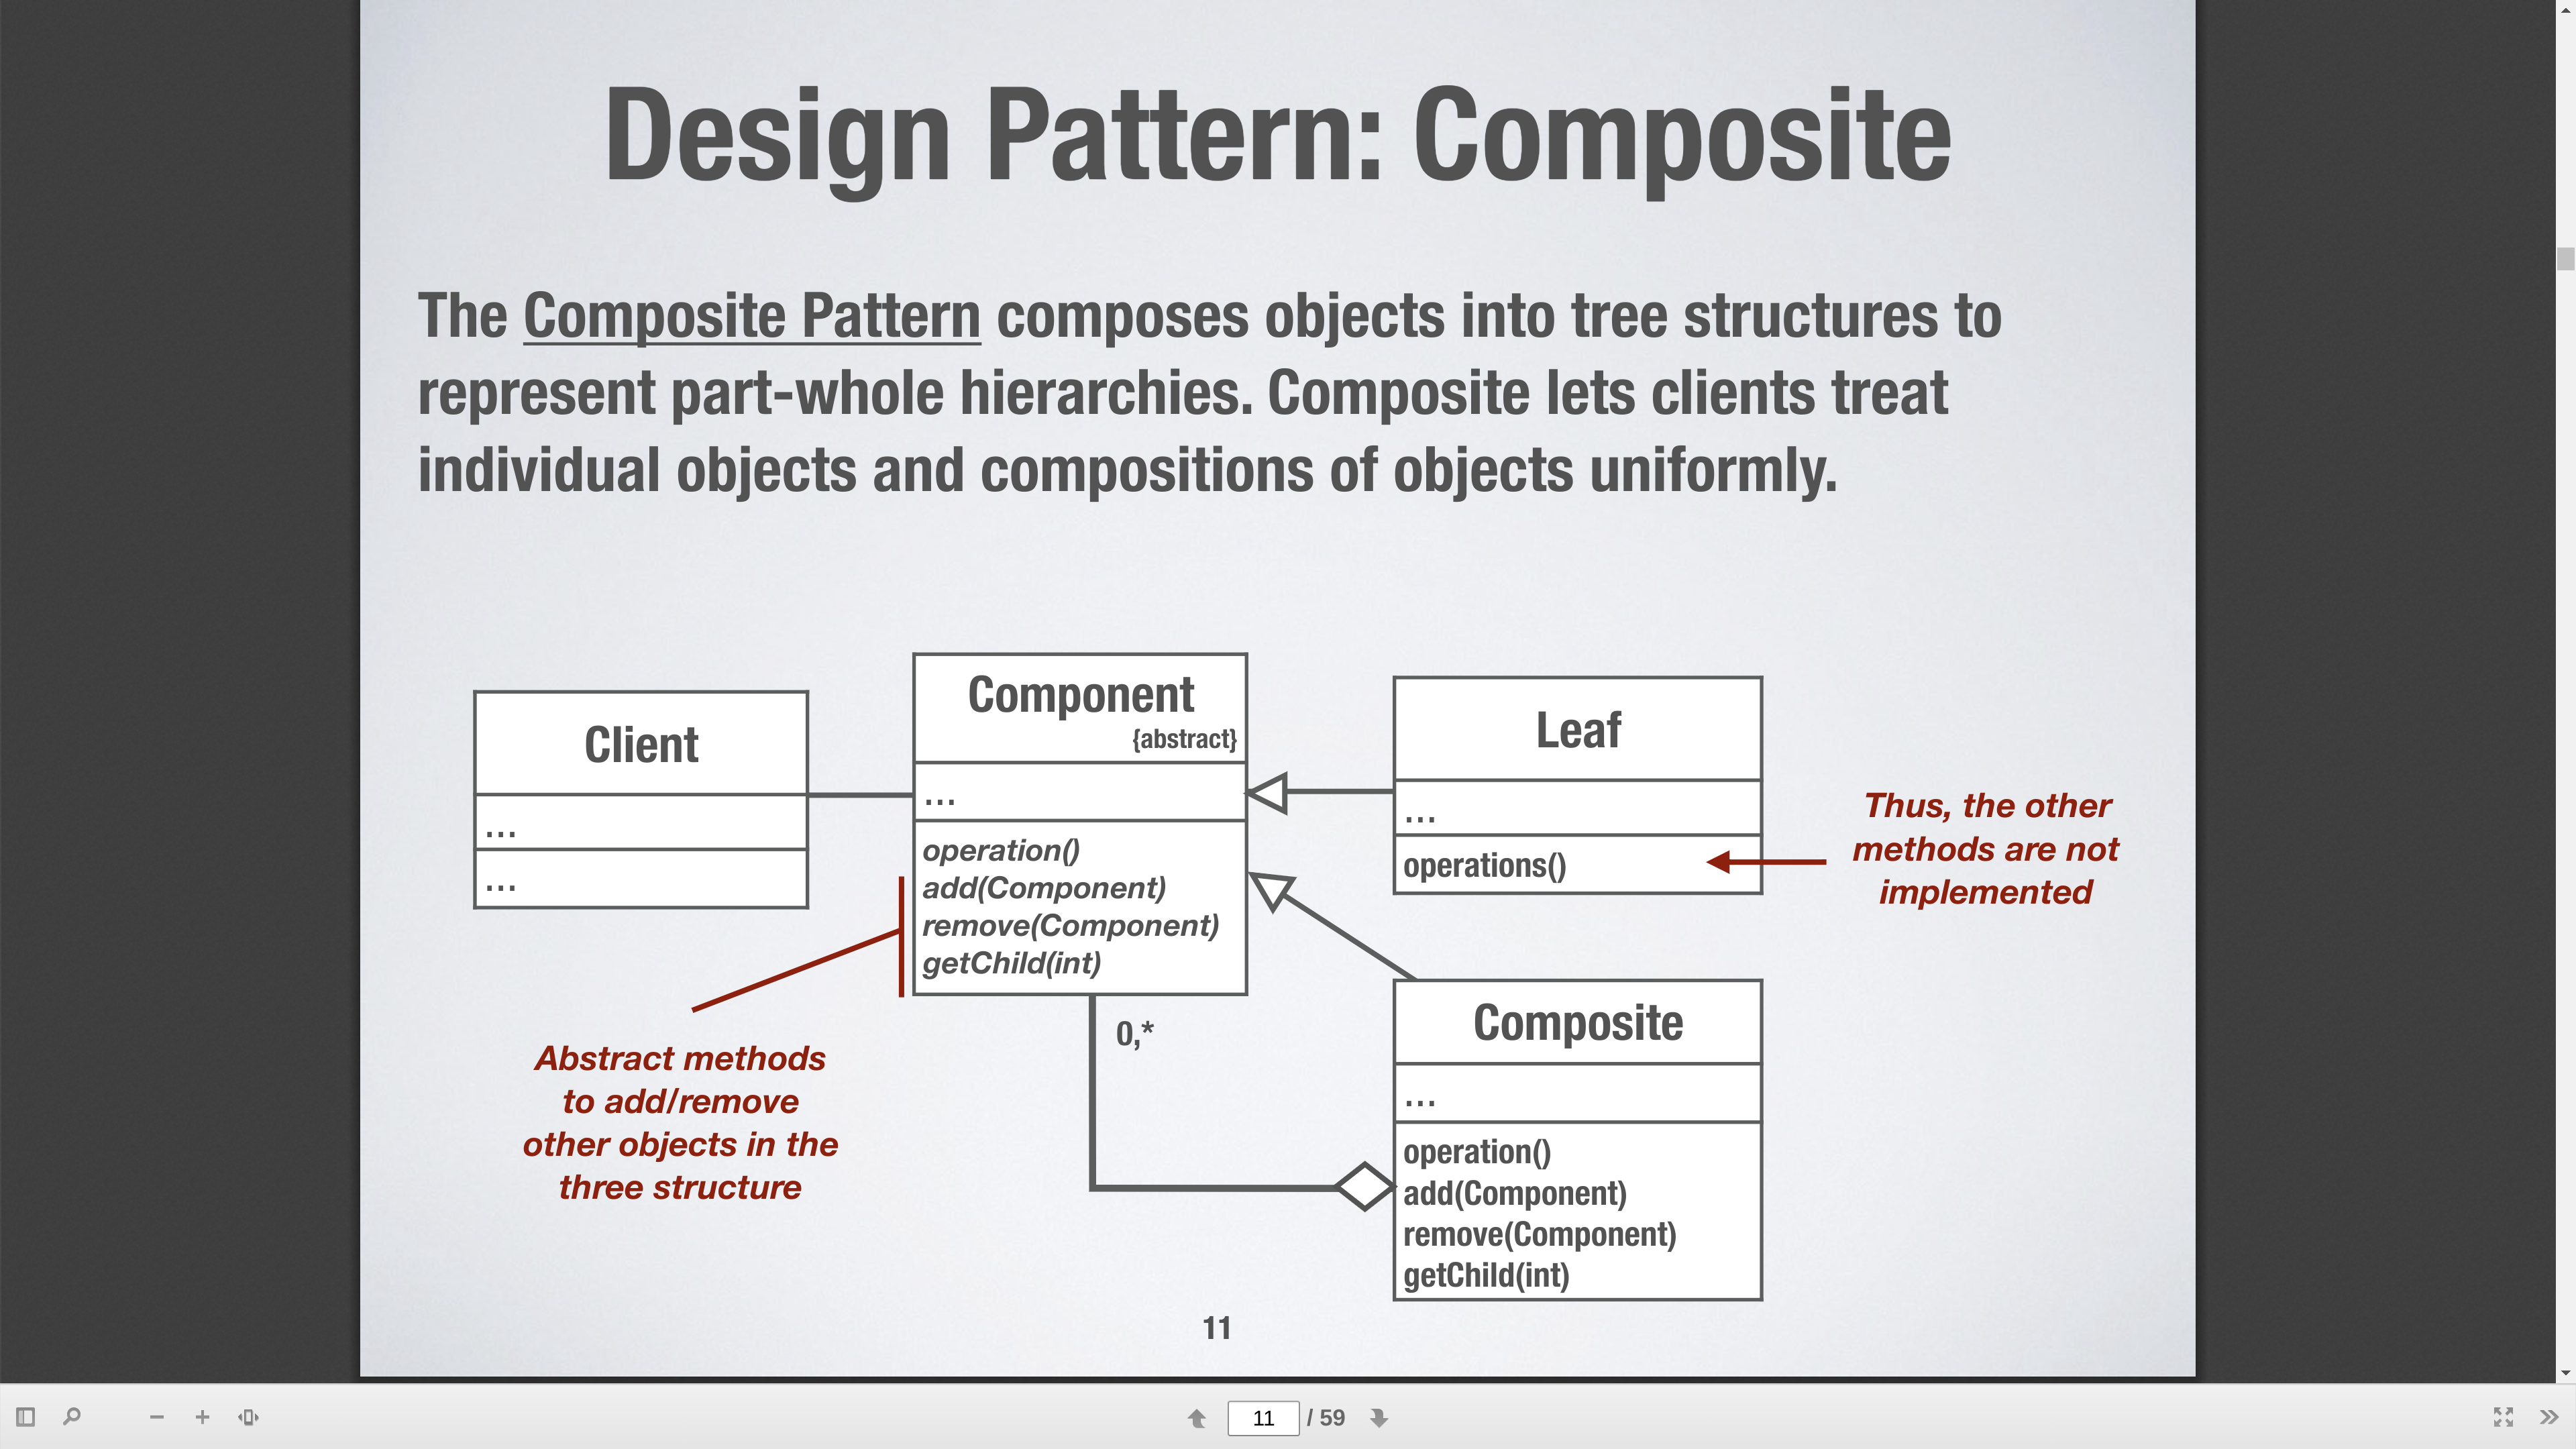 Design Pattern: Composite
The Composite Pattern composes objects into tree structures to
represent part-whole hierarchies. Composite lets clients treat
individual objects and compositions of objects uniformly.
Client
...
...
Component
{abstract}
...
operation()
add(Component)
remove(Component)
getChild(int)
Leaf
...
operations()
Thus, the other
methods are not
implemented
Abstract methods
to add/remove
other objects in the
three structure
0,*
Composite
...
operation()
add(Component)
remove(Component)
getChild(int)
11
11 / 59